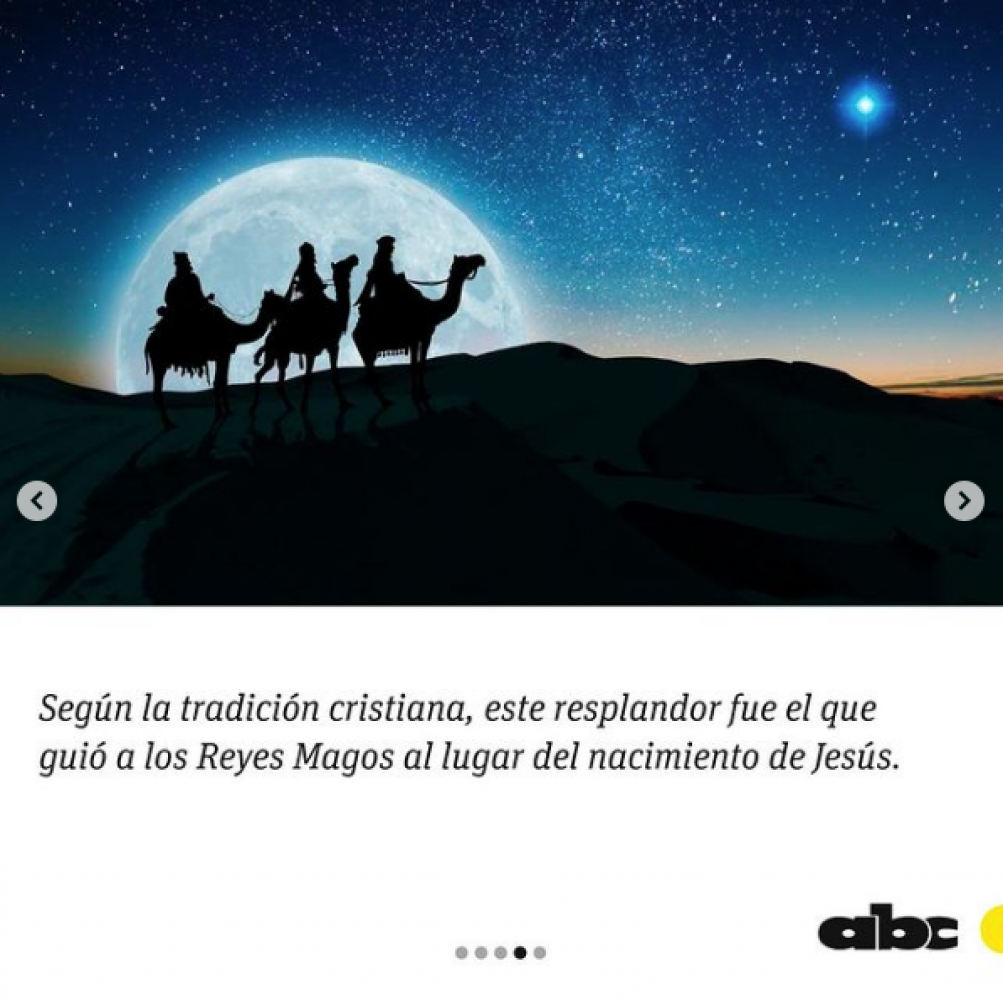 Según la tradición cristiana, este resplandor fue el que
guió a los Reyes Magos al lugar del nacimiento de Jesús.
abc